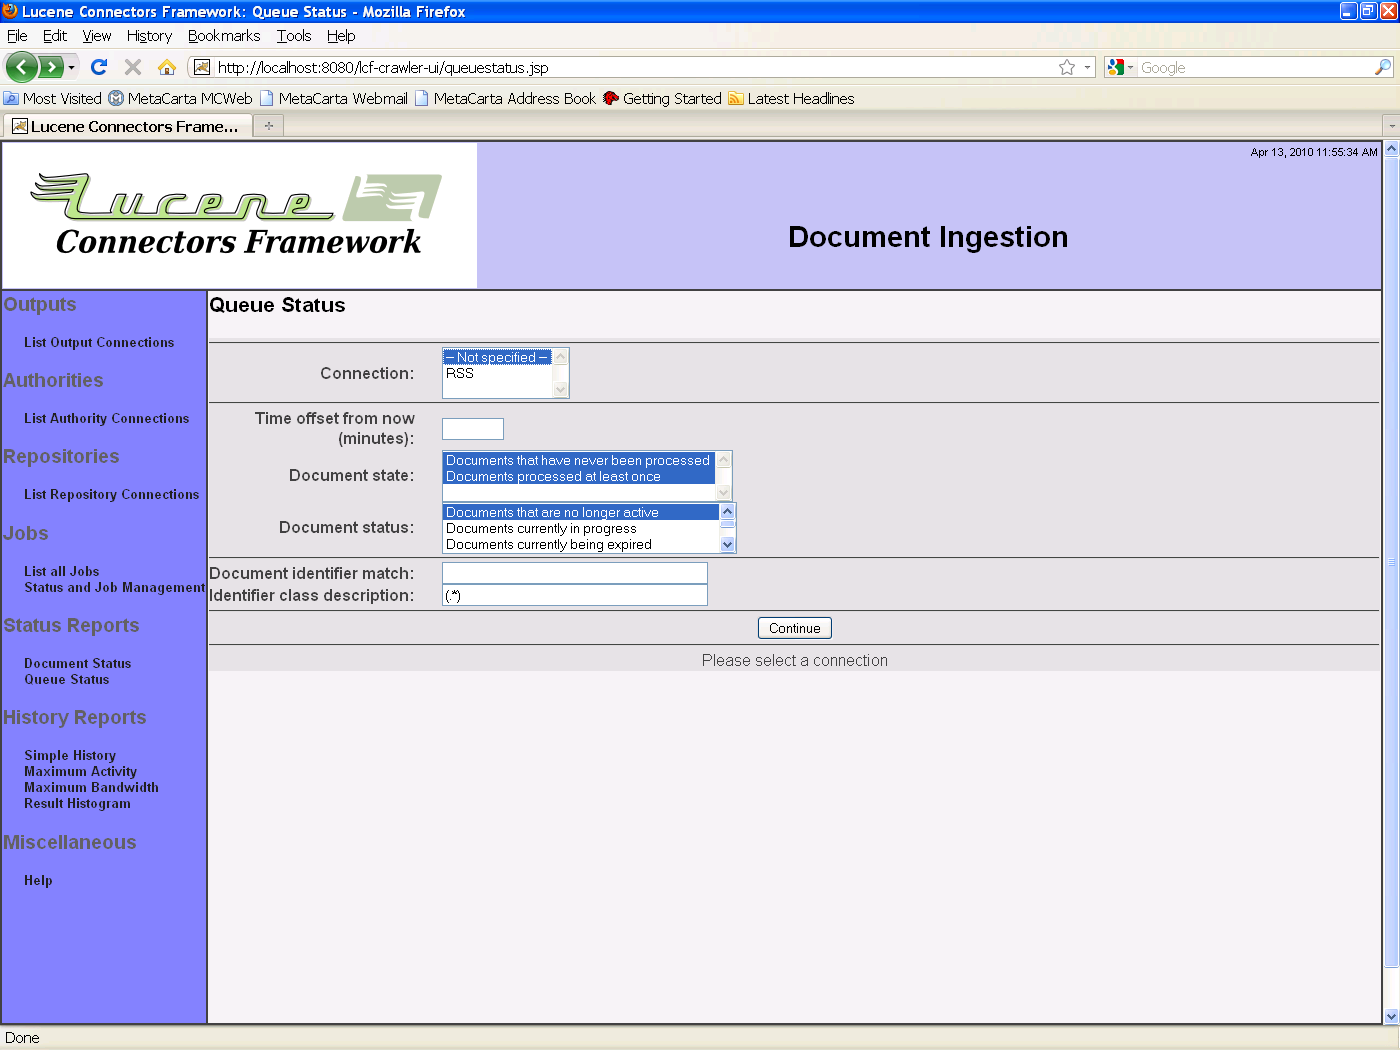 Lucene Connectors Framework: Queue Status - Mozilla Firefox
File Edit View History Bookmarks Tools Help
http://localhost:8080/lcf-crawler-ui/queuestatus.jsp
Google
Most Visited MetaCarta MCWeb MetaCarta Webmail MetaCarta Address Book Getting Started Latest Headlines
Lucene Connectors Frame...
Apr 13, 2010 11:55:34 AM
Lucene
Connectors Framework
Document Ingestion
Outputs
List Output Connections
Authorities
List Authority Connections
Repositories
List Repository Connections
Jobs
List all Jobs
Status and Job Management
Status Reports
Document Status
Queue Status
History Reports
Simple History
Maximum Activity
Maximum Bandwidth
Result Histogram
Miscellaneous
Help
Queue Status
Connection:
-- Not specified --
RSS
Time offset from now
(minutes):
Document state:
Documents that have never been processed
Documents processed at least once
Document status:
Documents that are no longer active
Documents currently in progress
Documents currently being expired
Document identifier match:
Identifier class description: (.*)
Continue
Please select a connection
Done